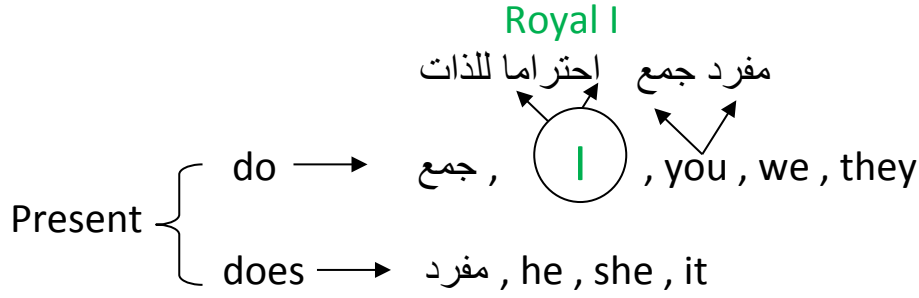 Royal I
احتراما للذات   مفرد جمع
do → جمع , I , you , we , they
Present
does → مفرد , he , she , it